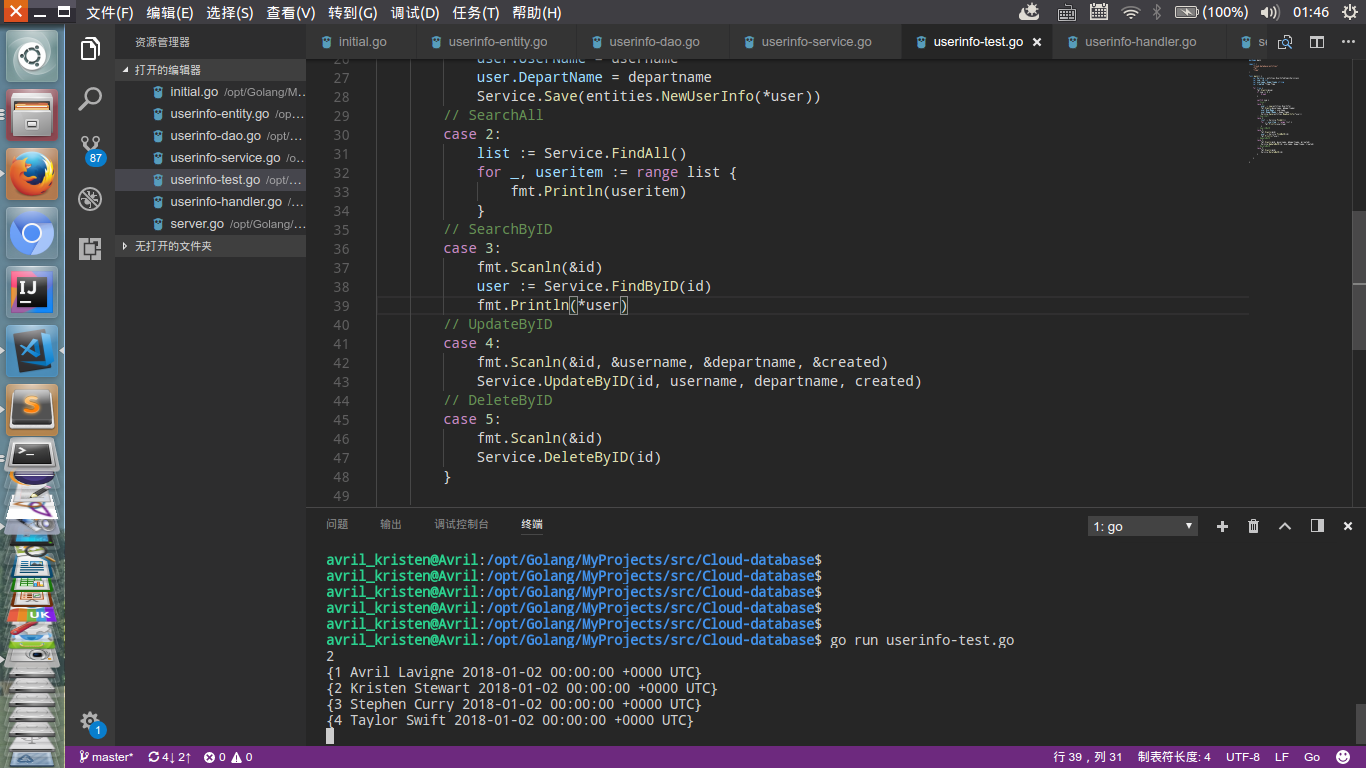 文件(F) 编辑(E) 选择(S) 查看(V) 转到(G) 调试(D) 任务(T) 帮助(H)
(100%) 01:46
资源管理器
initial.go userinfo-entity.go userinfo-dao.go userinfo-service.go userinfo-test.go userinfo-handler.go
打开的编辑器
initial.go /opt/Golang/M...
userinfo-entity.go /op...
userinfo-dao.go /opt/...
userinfo-service.go /o...
userinfo-test.go /opt/...
userinfo-handler.go /...
server.go /opt/Golang/...
无打开的文件夹
87
1
26 user.UserName = username
27 user.DepartName = departname
28 Service.Save(entities.NewUserInfo(*user))
29 // SearchAll
30 case 2:
31 list := Service.FindAll()
32 for _, useritem := range list {
33 fmt.Println(useritem)
34 }
35 // SearchByID
36 case 3:
37 fmt.Scanln(&id)
38 user := Service.FindByID(id)
39 fmt.Println(*user)
40 // UpdateByID
41 case 4:
42 fmt.Scanln(&id, &username, &departname, &created)
43 Service.UpdateByID(id, username, departname, created)
44 // DeleteByID
45 case 5:
46 fmt.Scanln(&id)
47 Service.DeleteByID(id)
48 }
49
问题 输出 调试控制台 终端 1: go
avril_kristen@Avril:/opt/Golang/MyProjects/src/Cloud-database$
avril_kristen@Avril:/opt/Golang/MyProjects/src/Cloud-database$
avril_kristen@Avril:/opt/Golang/MyProjects/src/Cloud-database$
avril_kristen@Avril:/opt/Golang/MyProjects/src/Cloud-database$
avril_kristen@Avril:/opt/Golang/MyProjects/src/Cloud-database$
avril_kristen@Avril:/opt/Golang/MyProjects/src/Cloud-database$ go run userinfo-test.go
2
{1 Avril Lavigne 2018-01-02 00:00:00 +0000 UTC}
{2 Kristen Stewart 2018-01-02 00:00:00 +0000 UTC}
{3 Stephen Curry 2018-01-02 00:00:00 +0000 UTC}
{4 Taylor Swift 2018-01-02 00:00:00 +0000 UTC}
master* 4↓ 2↑ 0 0 行 39，列 31 制表符长度: 4 UTF-8 LF Go